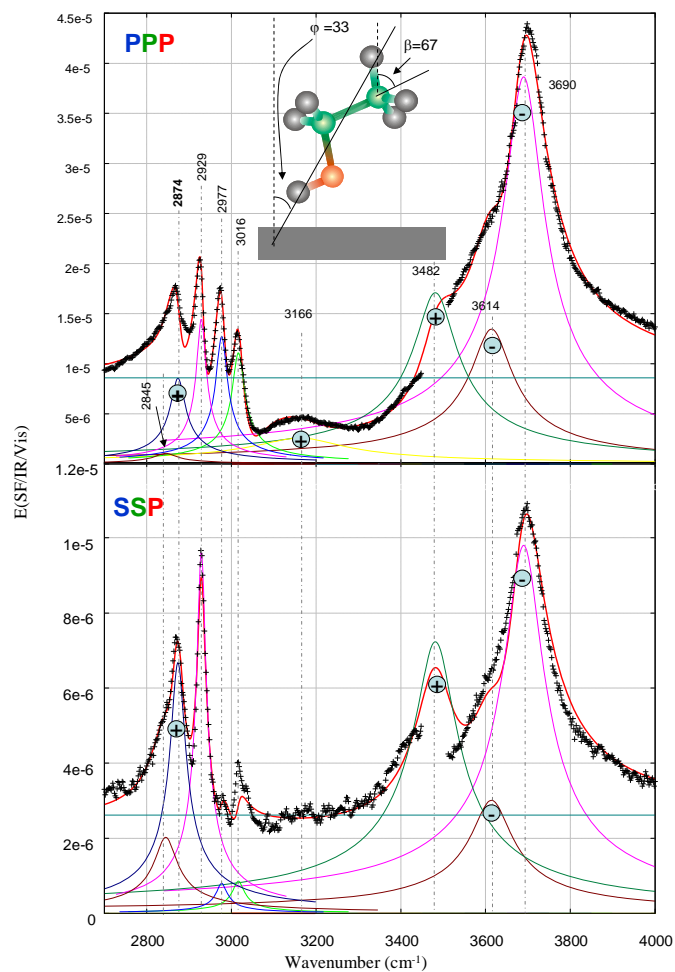 4.5e-5
PPP
φ =33
β=67
4e-5
3690
3.5e-5
3e-5
2929
2874
2977
2.5e-5
3016
3482
2e-5
3614
3166
1.5e-5
1e-5
2845
5e-6
+
+
+
-
-
E(SF/IR/Vis)
1.2e-5
SSP
1e-5
8e-6
6e-6
4e-6
2e-6
0
+
+
-
-
2800 3000 3200 3400 3600 3800 4000
Wavenumber (cm-1)